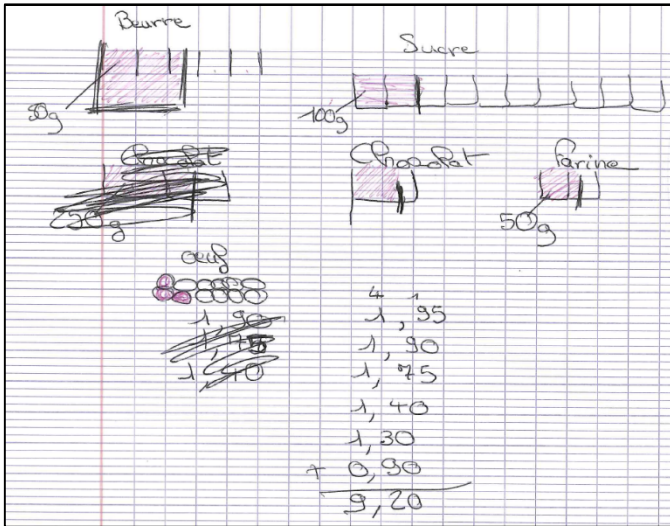 Beurre
Sucre
50g
100g
Chocolat
Chocolat
Farine
250g
50g
oeuf
1,90
1,40
4 1
1,95
1,90
1,75
1,40
1,30
+ 0,90
9,20